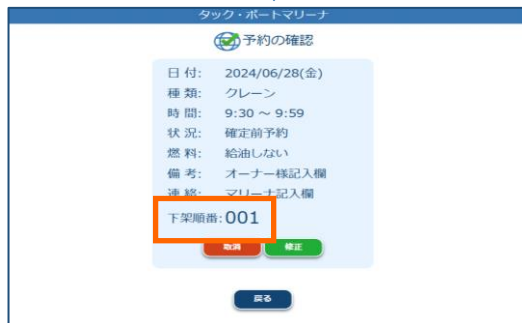 タック・ポートマリーナ
予約の確認
日 付: 2024/06/28(金)
種 類: クレーン
時 間: 9:30 ～ 9:59
状 況: 確定前予約
燃 料: 給油しない
備 考: オーナー様記入欄
連 絡: マリーナ記入欄
下架順番: 001
取消 修正
戻る